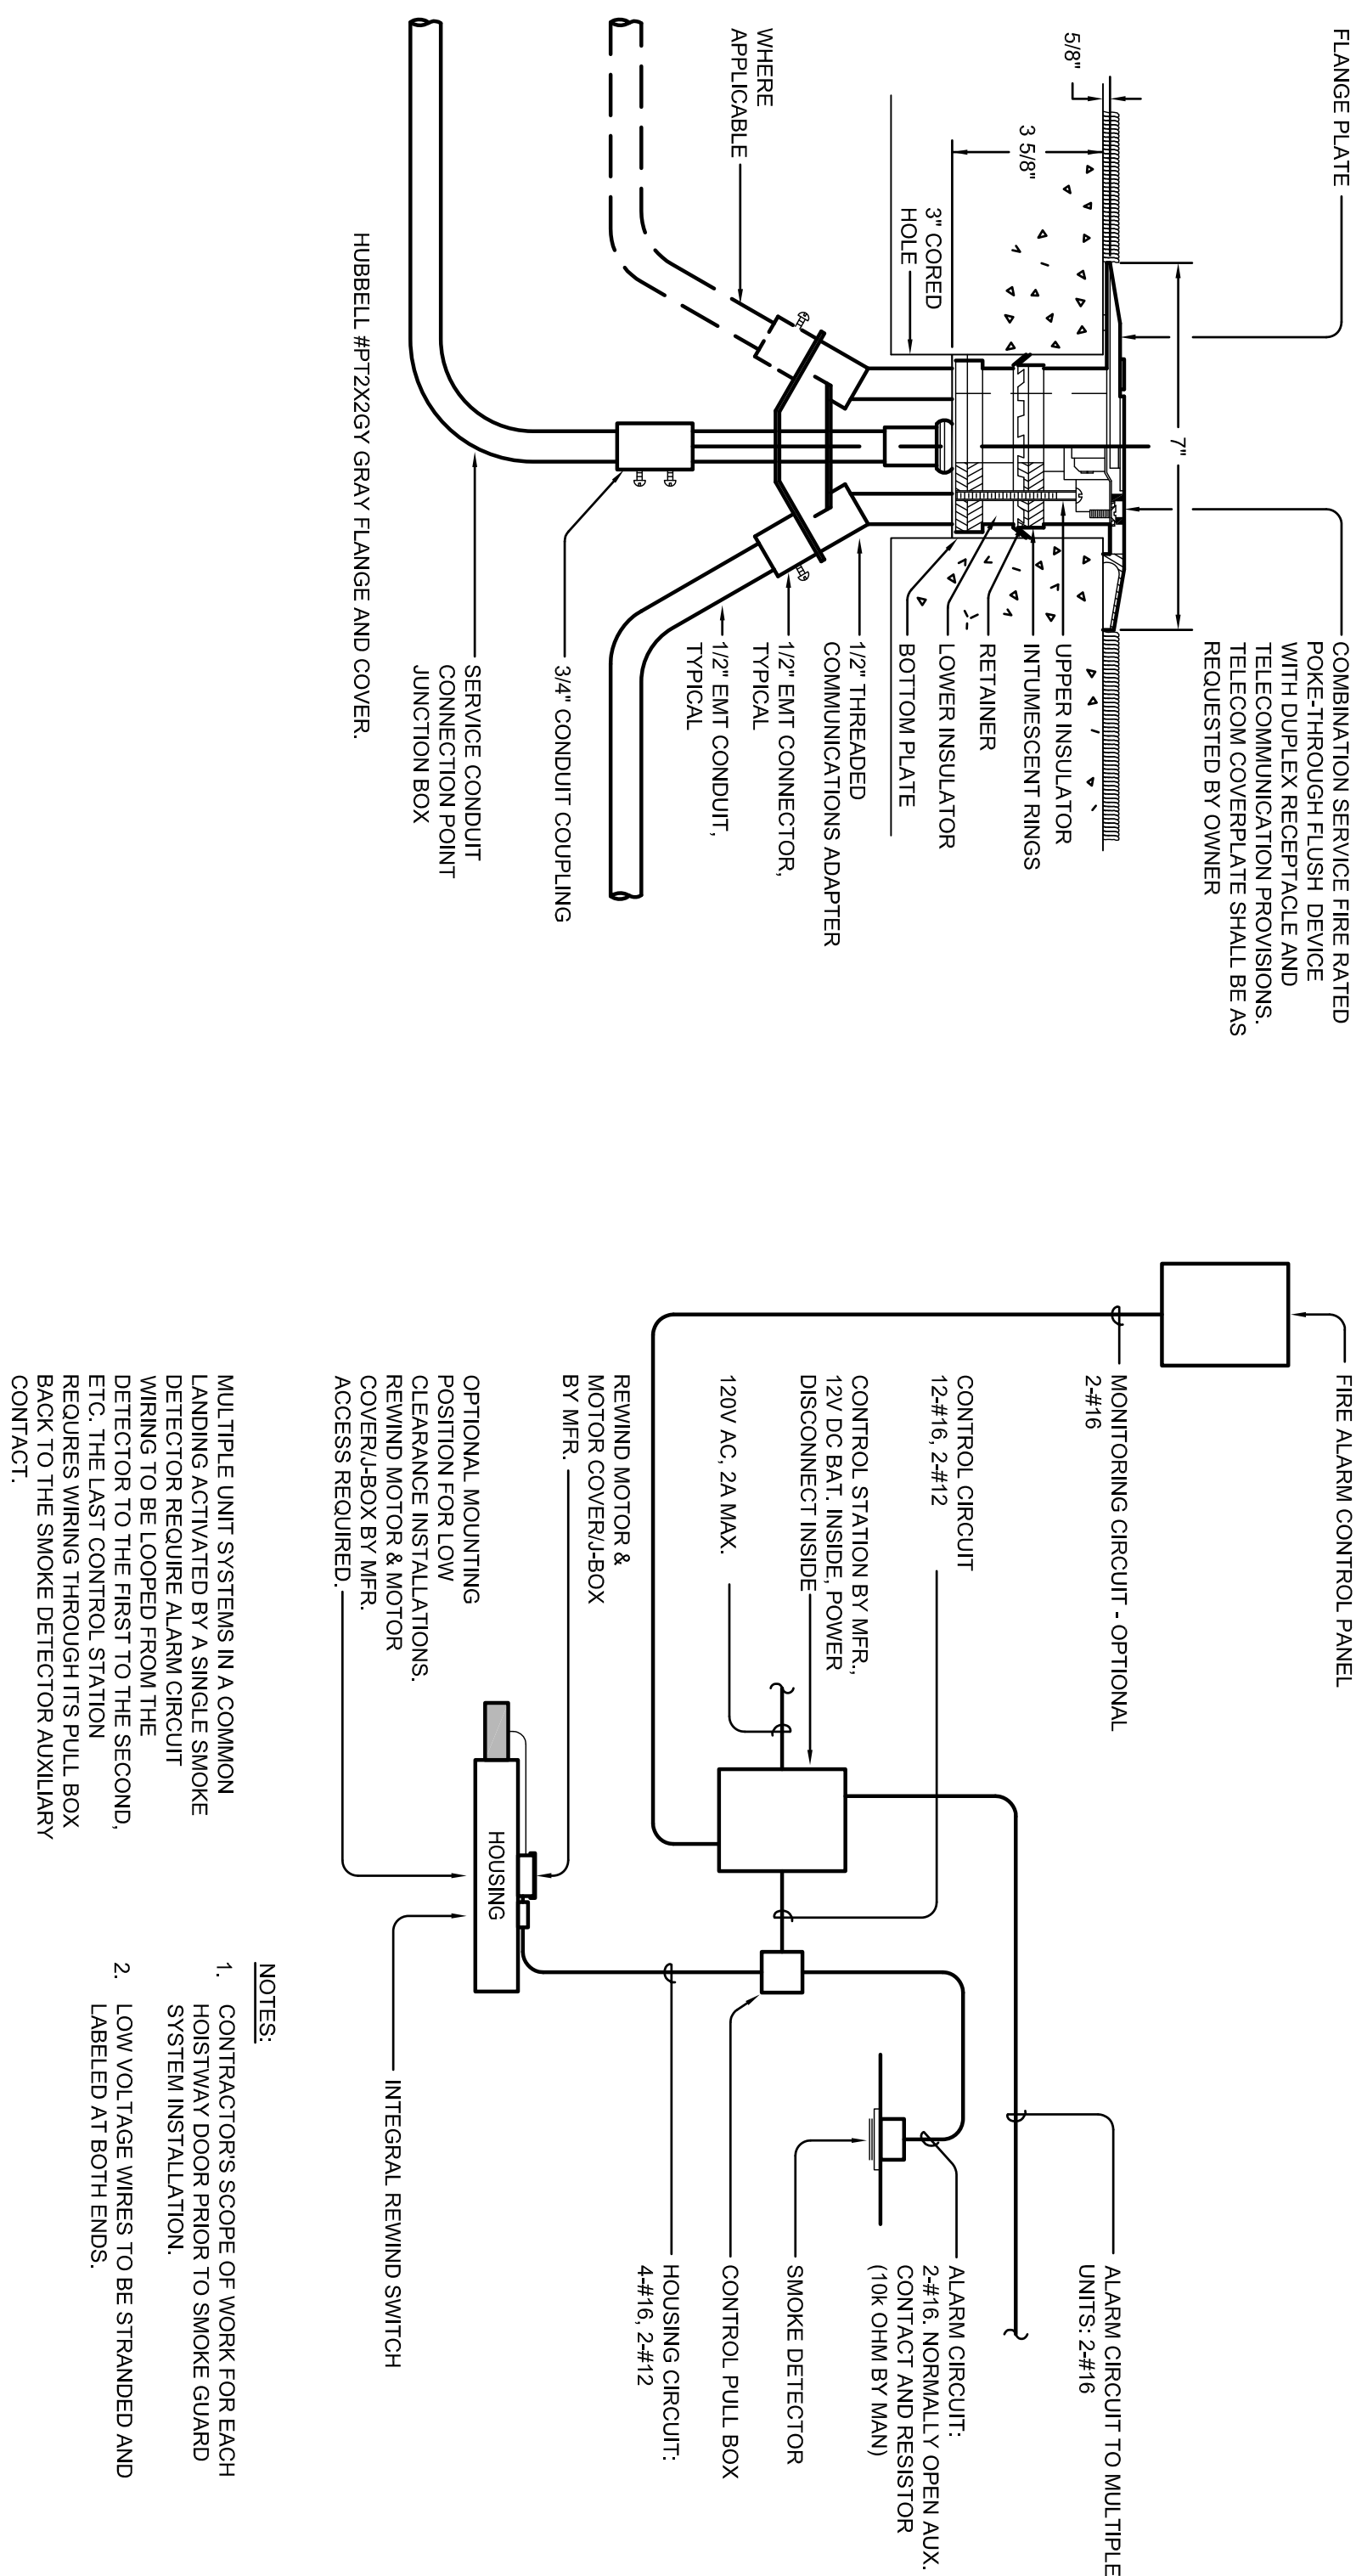 FLANGE PLATE
5/8"
3 5/8"
7"
3" CORED
HOLE
WHERE
APPLICABLE
COMBINATION SERVICE FIRE RATED
POKE-THROUGH FLUSH DEVICE
WITH DUPLEX RECEPTACLE AND
TELECOMMUNICATION PROVISIONS.
TELECOM COVERPLATE SHALL BE AS
REQUESTED BY OWNER
UPPER INSULATOR
INTUMESCENT RINGS
RETAINER
LOWER INSULATOR
BOTTOM PLATE
1/2" THREADED
COMMUNICATIONS ADAPTER
1/2" EMT CONNECTOR,
TYPICAL
1/2" EMT CONDUIT,
TYPICAL
3/4" CONDUIT COUPLING
SERVICE CONDUIT
CONNECTION POINT
JUNCTION BOX
HUBBELL #PT2X2GY GRAY FLANGE AND COVER.
FIRE ALARM CONTROL PANEL
MONITORING CIRCUIT - OPTIONAL
2-#16
CONTROL CIRCUIT
12-#16, 2-#12
CONTROL STATION BY MFR.,
12V DC BAT. INSIDE, POWER
DISCONNECT INSIDE
120V AC, 2A MAX.
REWIND MOTOR &
MOTOR COVER/J-BOX
BY MFR.
OPTIONAL MOUNTING
POSITION FOR LOW
CLEARANCE INSTALLATIONS.
REWIND MOTOR & MOTOR
COVER/J-BOX BY MFR.
ACCESS REQUIRED.
HOUSING
ALARM CIRCUIT TO MULTIPLE
UNITS: 2-#16
ALARM CIRCUIT:
2-#16. NORMALLY OPEN AUX.
CONTACT AND RESISTOR
(10k OHM BY MAN)
SMOKE DETECTOR
CONTROL PULL BOX
HOUSING CIRCUIT:
4-#16, 2-#12
INTEGRAL REWIND SWITCH
MULTIPLE UNIT SYSTEMS IN A COMMON
LANDING ACTIVATED BY A SINGLE SMOKE
DETECTOR REQUIRE ALARM CIRCUIT
WIRING TO BE LOOPED FROM THE
DETECTOR TO THE FIRST TO THE SECOND,
ETC. THE LAST CONTROL STATION
REQURES WIRING THROUGH ITS PULL BOX
BACK TO THE SMOKE DETECTOR AUXILIARY
CONTACT.
NOTES:
1. CONTRACTOR'S SCOPE OF WORK FOR EACH
HOISTWAY DOOR PRIOR TO SMOKE GUARD
SYSTEM INSTALLATION.
2. LOW VOLTAGE WIRES TO BE STRANDED AND
LABELED AT BOTH ENDS.